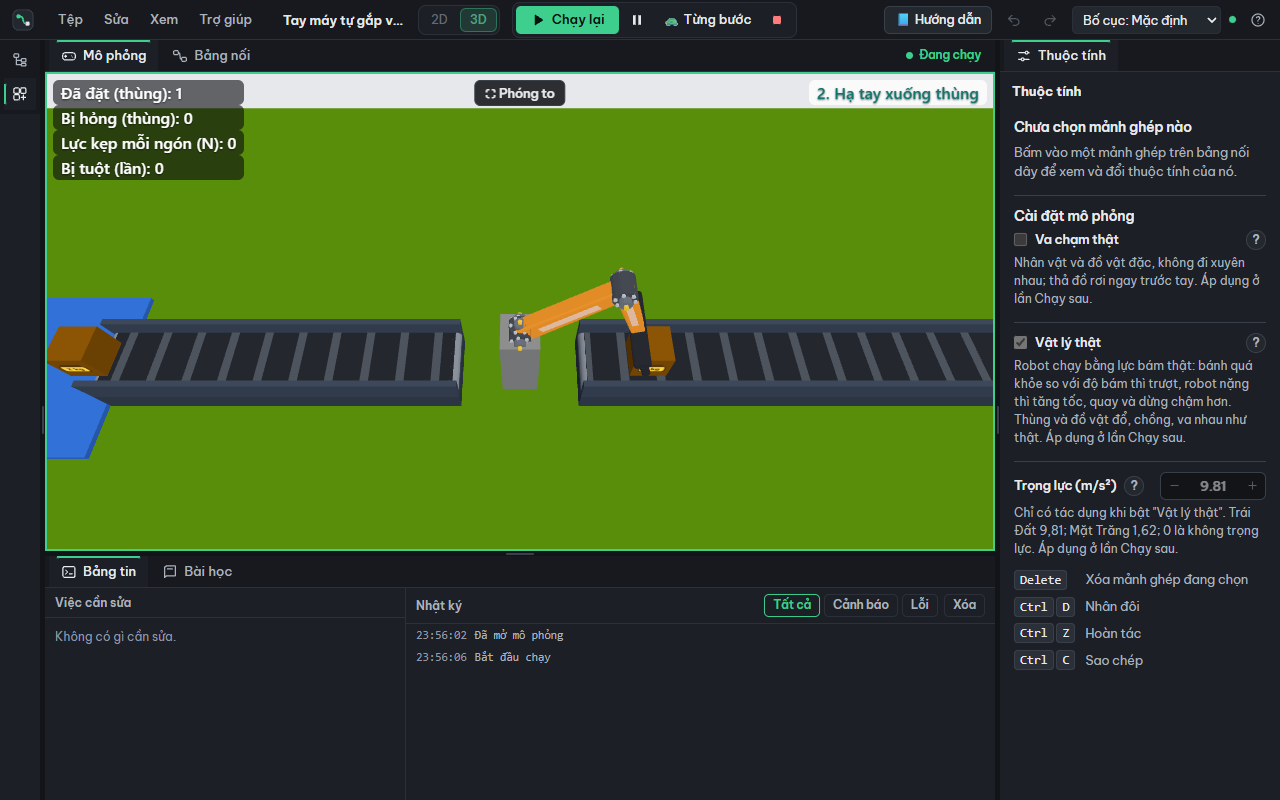 Tệp Sửa Xem Trợ giúp Tay máy tự gắp v... 2D 3D Chạy lại Từng bước Hướng dẫn Bố cục: Mặc định
Mô phỏng Bảng nối Đang chạy Thuộc tính
Đã đặt (thùng): 1
Bị hỏng (thùng): 0
Lực kẹp mỗi ngón (N): 0
Bị tuột (lần): 0
Phóng to
2. Hạ tay xuống thùng
Thuộc tính
Chưa chọn mảnh ghép nào
Bấm vào một mảnh ghép trên bảng nối
dây để xem và đổi thuộc tính của nó.
Cài đặt mô phỏng
Va chạm thật ?
Nhân vật và đồ vật đặc, không đi xuyên
nhau; thả đồ rơi ngay trước tay. Áp dụng ở
lần Chạy sau.
Vật lý thật ?
Robot chạy bằng lực bám thật: bánh quá
khỏe so với độ bám thì trượt, robot nặng
thì tăng tốc, quay và dừng chậm hơn.
Thùng và đồ vật đổ, chồng, va nhau như
thật. Áp dụng ở lần Chạy sau.
Trọng lực (m/s²) ? − 9.81 +
Chỉ có tác dụng khi bật "Vật lý thật". Trái
Đất 9,81; Mặt Trăng 1,62; 0 là không trọng
lực. Áp dụng ở lần Chạy sau.
Delete Xóa mảnh ghép đang chọn
Ctrl D Nhân đôi
Ctrl Z Hoàn tác
Ctrl C Sao chép
Bảng tin Bài học
Việc cần sửa
Không có gì cần sửa.
Nhật ký Tất cả Cảnh báo Lỗi Xóa
23:56:02 Đã mở mô phỏng
23:56:06 Bắt đầu chạy